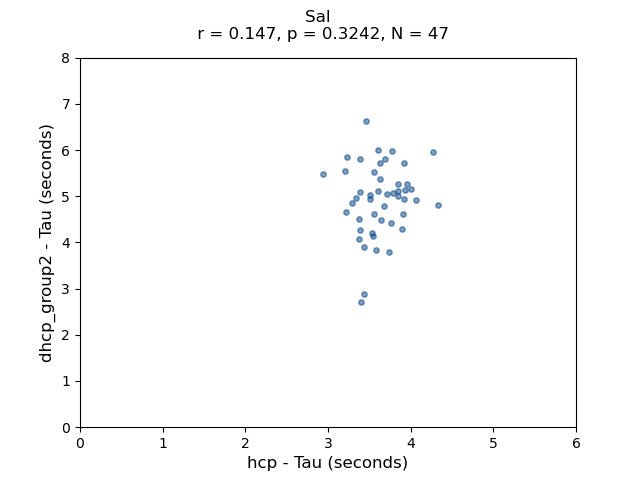 Sal
r = 0.147, p = 0.3242, N = 47
8
7
6
5
4
3
2
1
0
dhcp_group2 - Tau (seconds)
0 1 2 3 4 5 6
hcp - Tau (seconds)